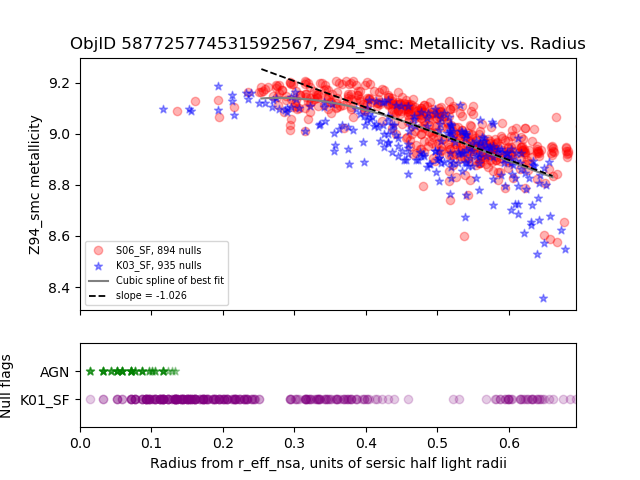 ObjID 587725774531592567, Z94_smc: Metallicity vs. Radius
Z94_smc metallicity
9.2
9.0
8.8
8.6
8.4
S06_SF, 894 nulls
K03_SF, 935 nulls
Cubic spline of best fit
slope = -1.026
Null flags
AGN
K01_SF
0.0 0.1 0.2 0.3 0.4 0.5 0.6
Radius from r_eff_nsa, units of sersic half light radii